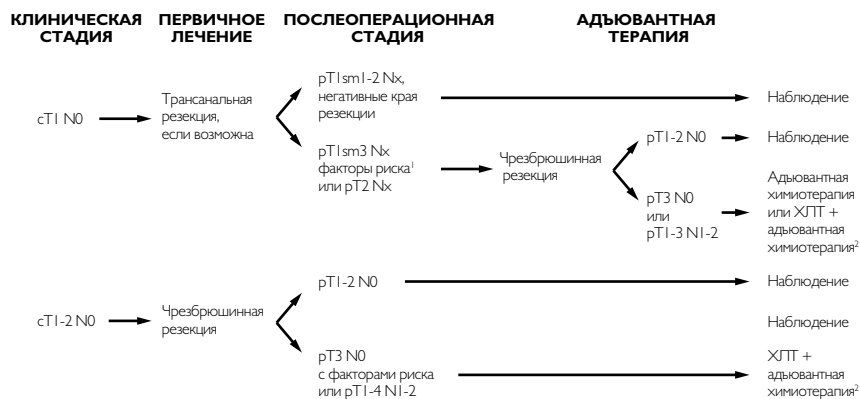 КЛИНИЧЕСКАЯ СТАДИЯ
ПЕРВИЧНОЕ ЛЕЧЕНИЕ
ПОСЛЕОПЕРАЦИОННАЯ СТАДИЯ
АДЪЮВАНТНАЯ ТЕРАПИЯ
cT1 N0
Трансанальная
резекция,
если возможна
pT1sm1-2 Nx,
негативные края
резекции
Наблюдение
pT1sm3 Nx
факторы риска¹
или pT2 Nx
Чрезбрюшинная
резекция
pT1-2 N0
Наблюдение
pT3 N0
или
pT1-3 N1-2
Адъювантная
химиотерапия
или ХЛТ +
адъювантная
химиотерапия²
cT1-2 N0
Чрезбрюшинная
резекция
pT1-2 N0
Наблюдение
Наблюдение
pT3 N0
с факторами риска
или pT1-4 N1-2
ХЛТ +
адъювантная
химиотерапия²